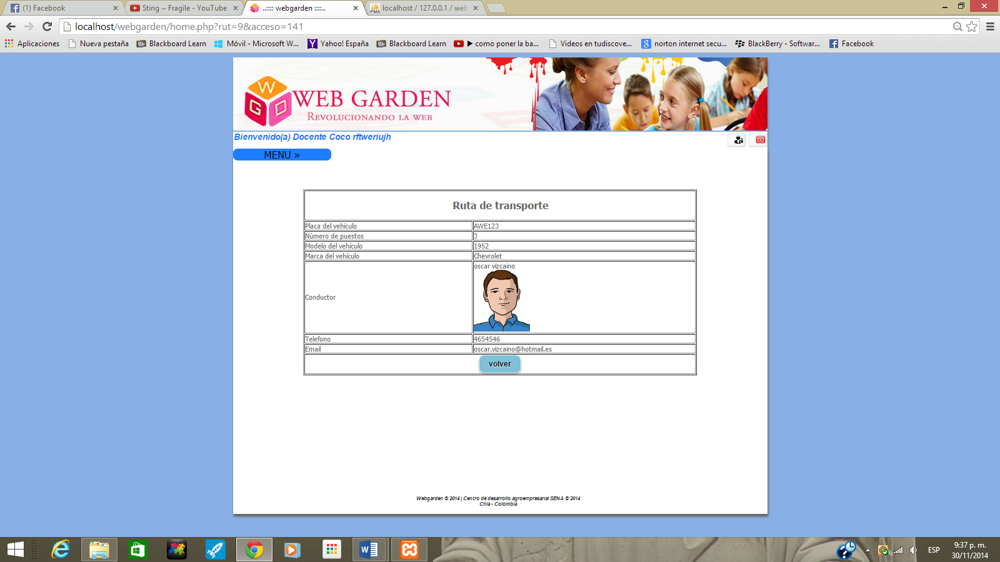 (1) Facebook
Sting ~ Fragile - YouTube
..:::: webgarden ::::..
localhost / 127.0.0.1 / web
localhost/webgarden/home.php?rut=9&acceso=141
Aplicaciones
Nueva pestaña
Blackboard Learn
Móvil - Microsoft W...
Yahoo! España
Blackboard Learn
como poner la ba...
Videos en tudiscove...
norton internet secu...
BlackBerry - Softwar...
Facebook
WGD
WEB GARDEN
REVOLUCIONANDO LA WEB
Bienvenido(a) Docente Coco rftweriujh
MENU »
Ruta de transporte
Placa del vehículo AWE123
Número de puestos 3
Modelo del vehículo 1952
Marca del vehículo Chevrolet
oscar vizcaino
Conductor
Telefono 4654546
Email oscar.vizcaino@hotmail.es
volver
Webgarden © 2014 | Centro de desarrollo agroempresarial SENA © 2014
Chía - Colombia
ESP
9:37 p. m.
30/11/2014